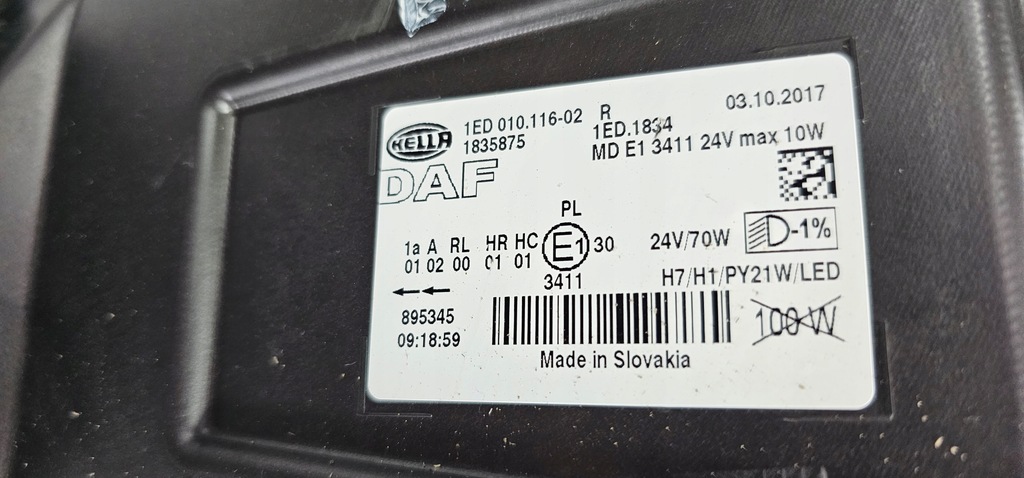 HELLA
1ED 010.116-02 R 03.10.2017
1835875 1ED.1834
MD E1 3411 24V max 10W
DAF
PL
1a A RL HR HC E1 30 24V/70W D-1%
01 02 00 01 01
3411 H7/H1/PY21W/LED
895345 100 W
09:18:59
Made in Slovakia